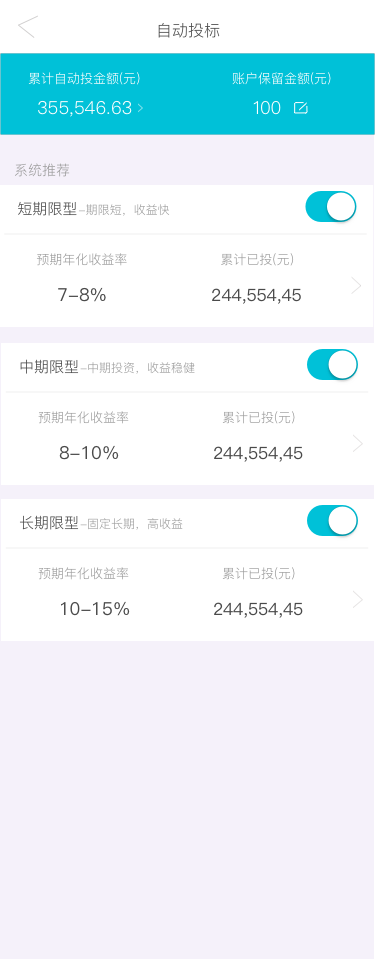 自动投标
累计自动投金额(元) 账户保留金额(元)
355,546.63 100
系统推荐
短期限型-期限短，收益快
预期年化收益率 累计已投(元)
7-8% 244,554,45
中期限型-中期投资，收益稳健
预期年化收益率 累计已投(元)
8-10% 244,554,45
长期限型-固定长期，高收益
预期年化收益率 累计已投(元)
10-15% 244,554,45